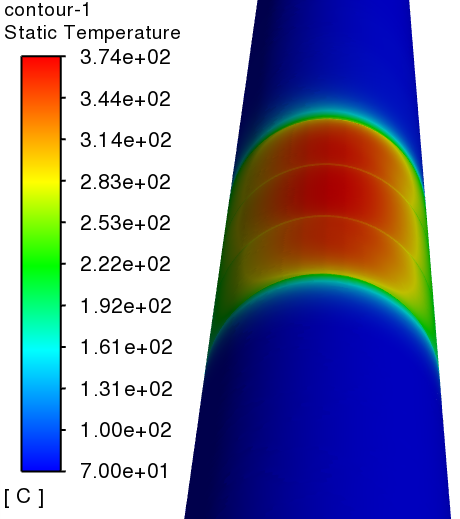 contour-1
Static Temperature
3.74e+02
3.44e+02
3.14e+02
2.83e+02
2.53e+02
2.22e+02
1.92e+02
1.61e+02
1.31e+02
1.00e+02
7.00e+01
[ C ]